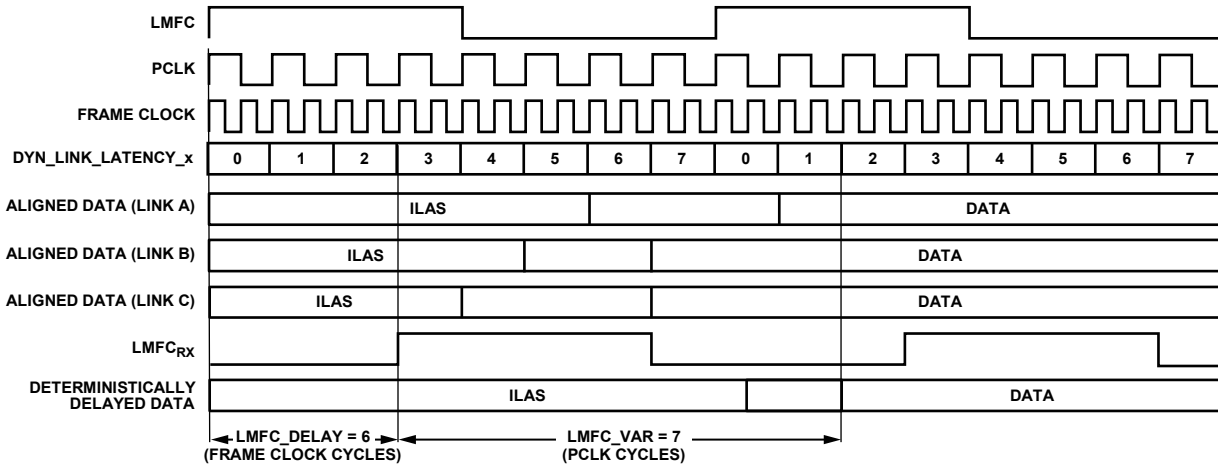 LMFC
PCLK
FRAME CLOCK
DYN_LINK_LATENCY_x 0 1 2 3 4 5 6 7 0 1 2 3 4 5 6 7
ALIGNED DATA (LINK A) ILAS DATA
ALIGNED DATA (LINK B) ILAS DATA
ALIGNED DATA (LINK C) ILAS DATA
LMFCRX
DETERMINISTICALLY
DELAYED DATA ILAS DATA
LMFC_DELAY = 6 LMFC_VAR = 7
(FRAME CLOCK CYCLES) (PCLK CYCLES)